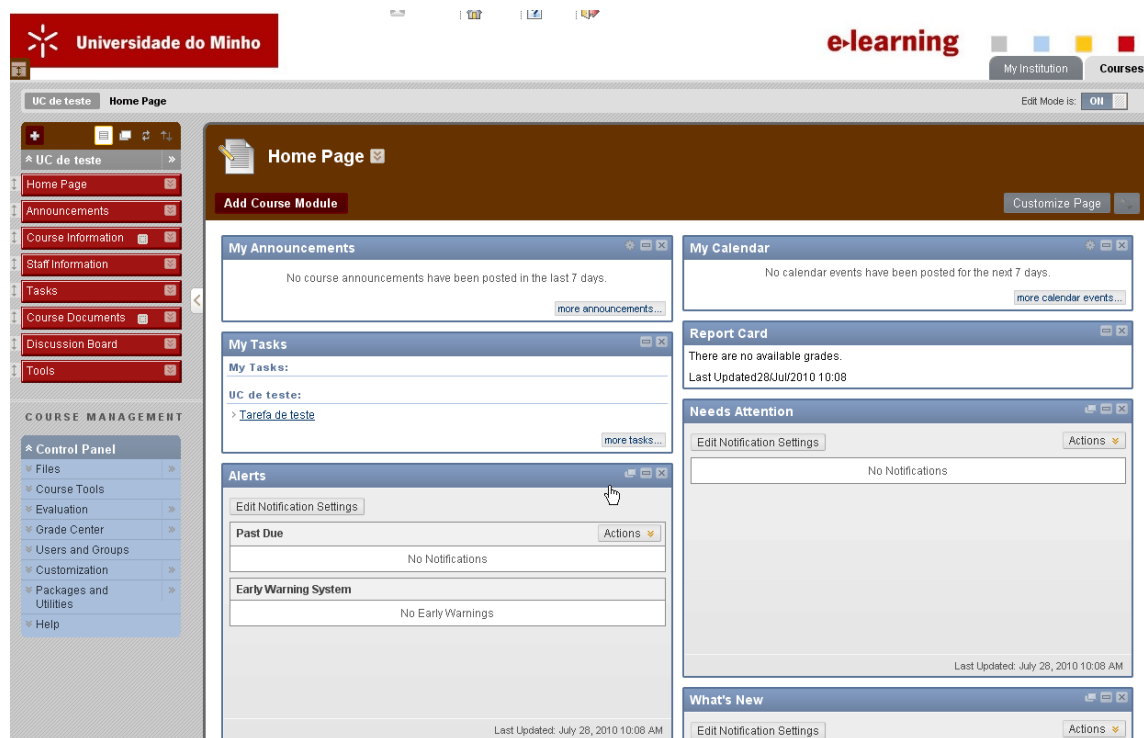 Universidade do Minho
e-learning
My Institution
Courses
UC de teste
Home Page
Edit Mode is:
ON
UC de teste
Home Page
Announcements
Course Information
Staff Information
Tasks
Course Documents
Discussion Board
Tools
COURSE MANAGEMENT
Control Panel
Files
Course Tools
Evaluation
Grade Center
Users and Groups
Customization
Packages and
Utilities
Help
Home Page
Add Course Module
Customize Page
My Announcements
No course announcements have been posted in the last 7 days.
more announcements...
My Tasks
My Tasks:
UC de teste:
Tarefa de teste
more tasks...
Alerts
Edit Notification Settings
Past Due
Actions
No Notifications
Early Warning System
No Early Warnings
Last Updated: July 28, 2010 10:08 AM
My Calendar
No calendar events have been posted for the next 7 days.
more calendar events...
Report Card
There are no available grades.
Last Updated28/Jul/2010 10:08
Needs Attention
Edit Notification Settings
Actions
No Notifications
Last Updated: July 28, 2010 10:08 AM
What's New
Edit Notification Settings
Actions